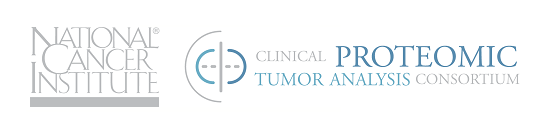 NATIONAL®
CANCER
INSTITUTE
CLINICAL PROTEOMIC
TUMOR ANALYSIS CONSORTIUM